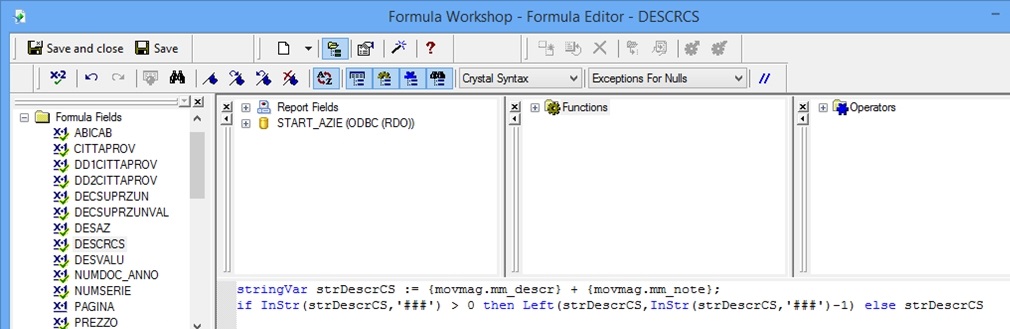 Formula Workshop - Formula Editor - DESCRCS
Save and close Save
Crystal Syntax Exceptions For Nulls //
Formula Fields
ABICAB
CITTAPROV
DD1CITTAPROV
DD2CITTAPROV
DECSUPRZUN
DECSUPRZUNVAL
DESAZ
DESCRCS
DESVALU
NUMDOC_ANNO
NUMSERIE
PAGINA
PREZZO
Report Fields
START_AZIE (ODBC (RDO))
Functions
Operators
stringVar strDescrCS := {movmag.mm_descr} + {movmag.mm_note};
if InStr(strDescrCS,'###') > 0 then Left(strDescrCS,InStr(strDescrCS,'###')-1) else strDescrCS